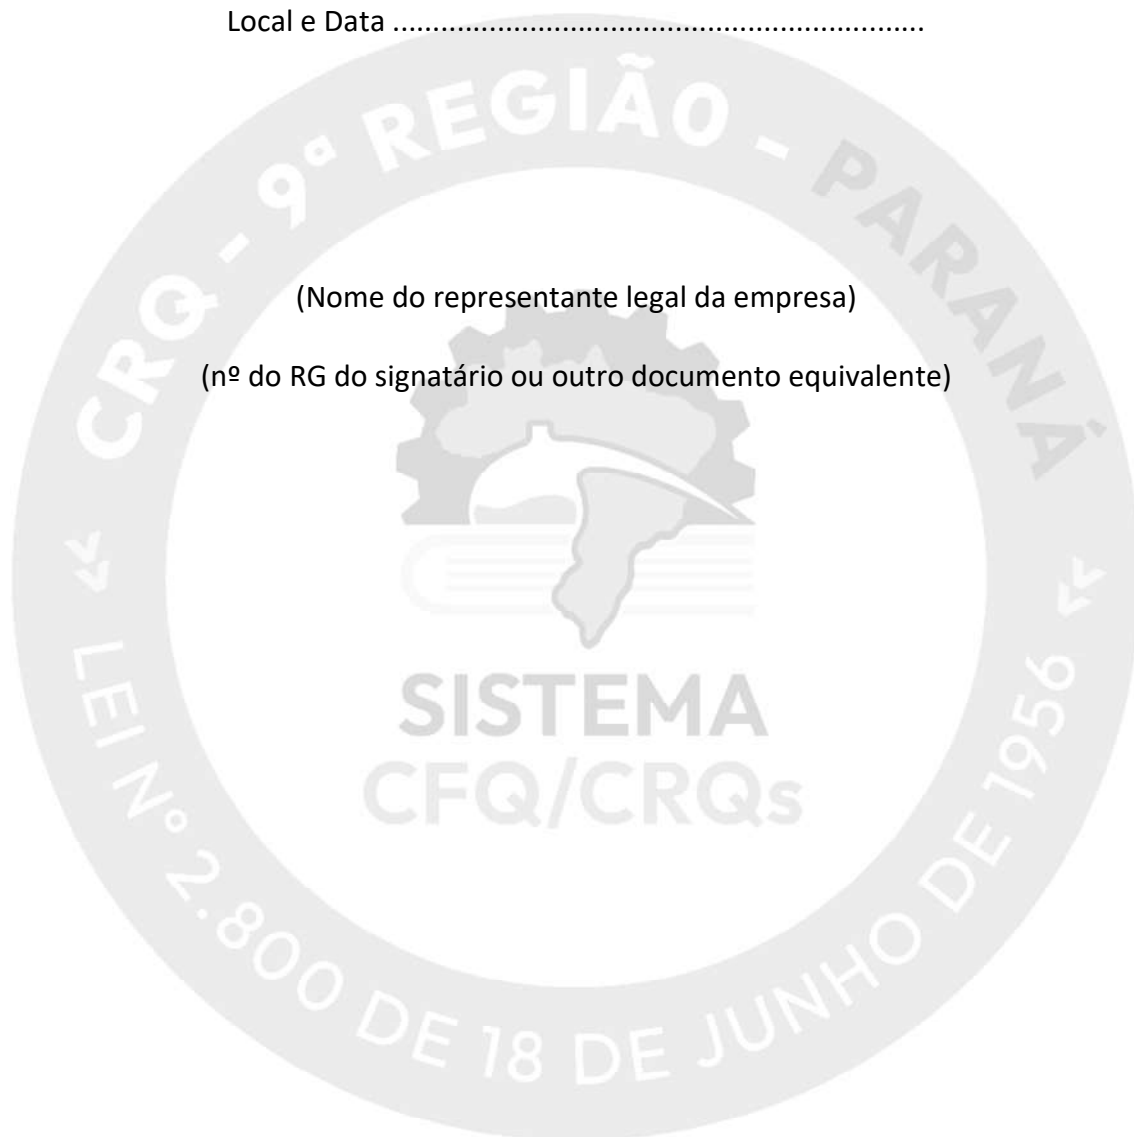 Local e Data ....................................................................
CRQ - 9ª REGIÃO - PARANÁ
(Nome do representante legal da empresa)
(nº do RG do signatário ou outro documento equivalente)
SISTEMA
CFQ/CRQs
LEI Nº 2.800 DE 18 DE JUNHO DE 1956